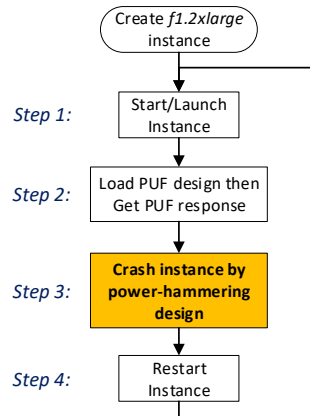 Create f1.2xlarge
instance
Step 1:
Start/Launch
Instance
Step 2:
Load PUF design then
Get PUF response
Step 3:
Crash instance by
power-hammering
design
Step 4:
Restart
Instance